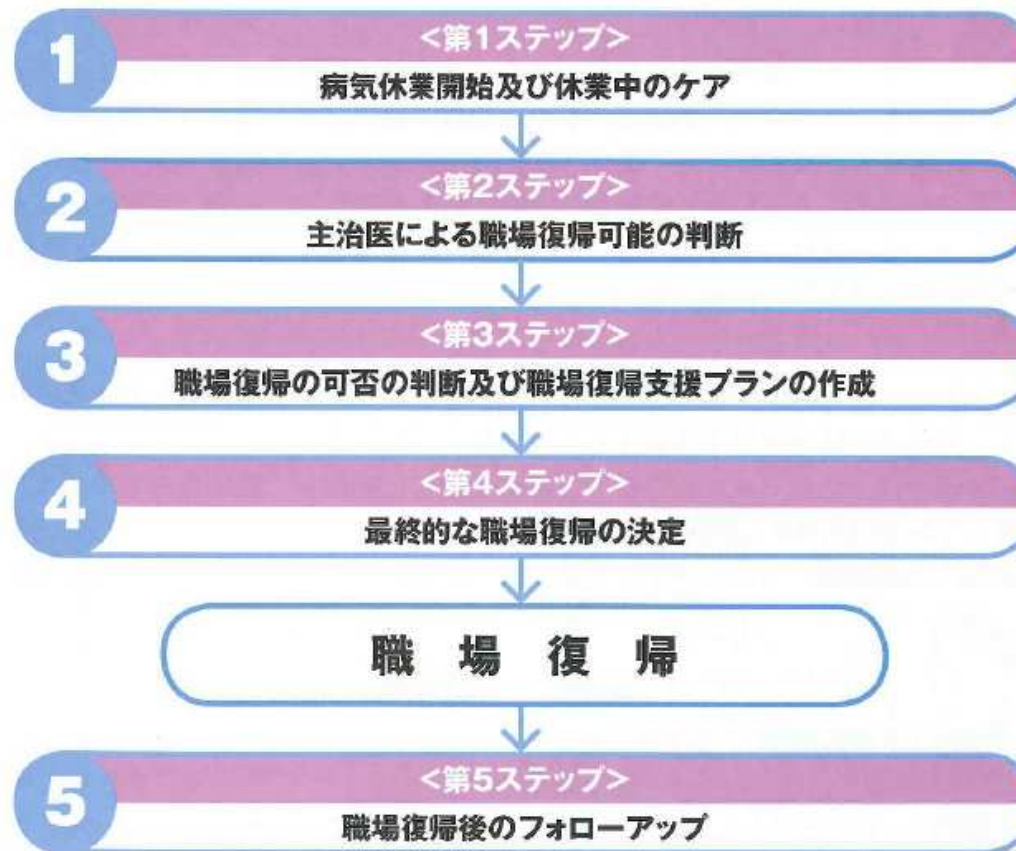 1
<第1ステップ>
病気休業開始及び休業中のケア
2
<第2ステップ>
主治医による職場復帰可能の判断
3
<第3ステップ>
職場復帰の可否の判断及び職場復帰支援プランの作成
4
<第4ステップ>
最終的な職場復帰の決定
職場復帰
5
<第5ステップ>
職場復帰後のフォローアップ